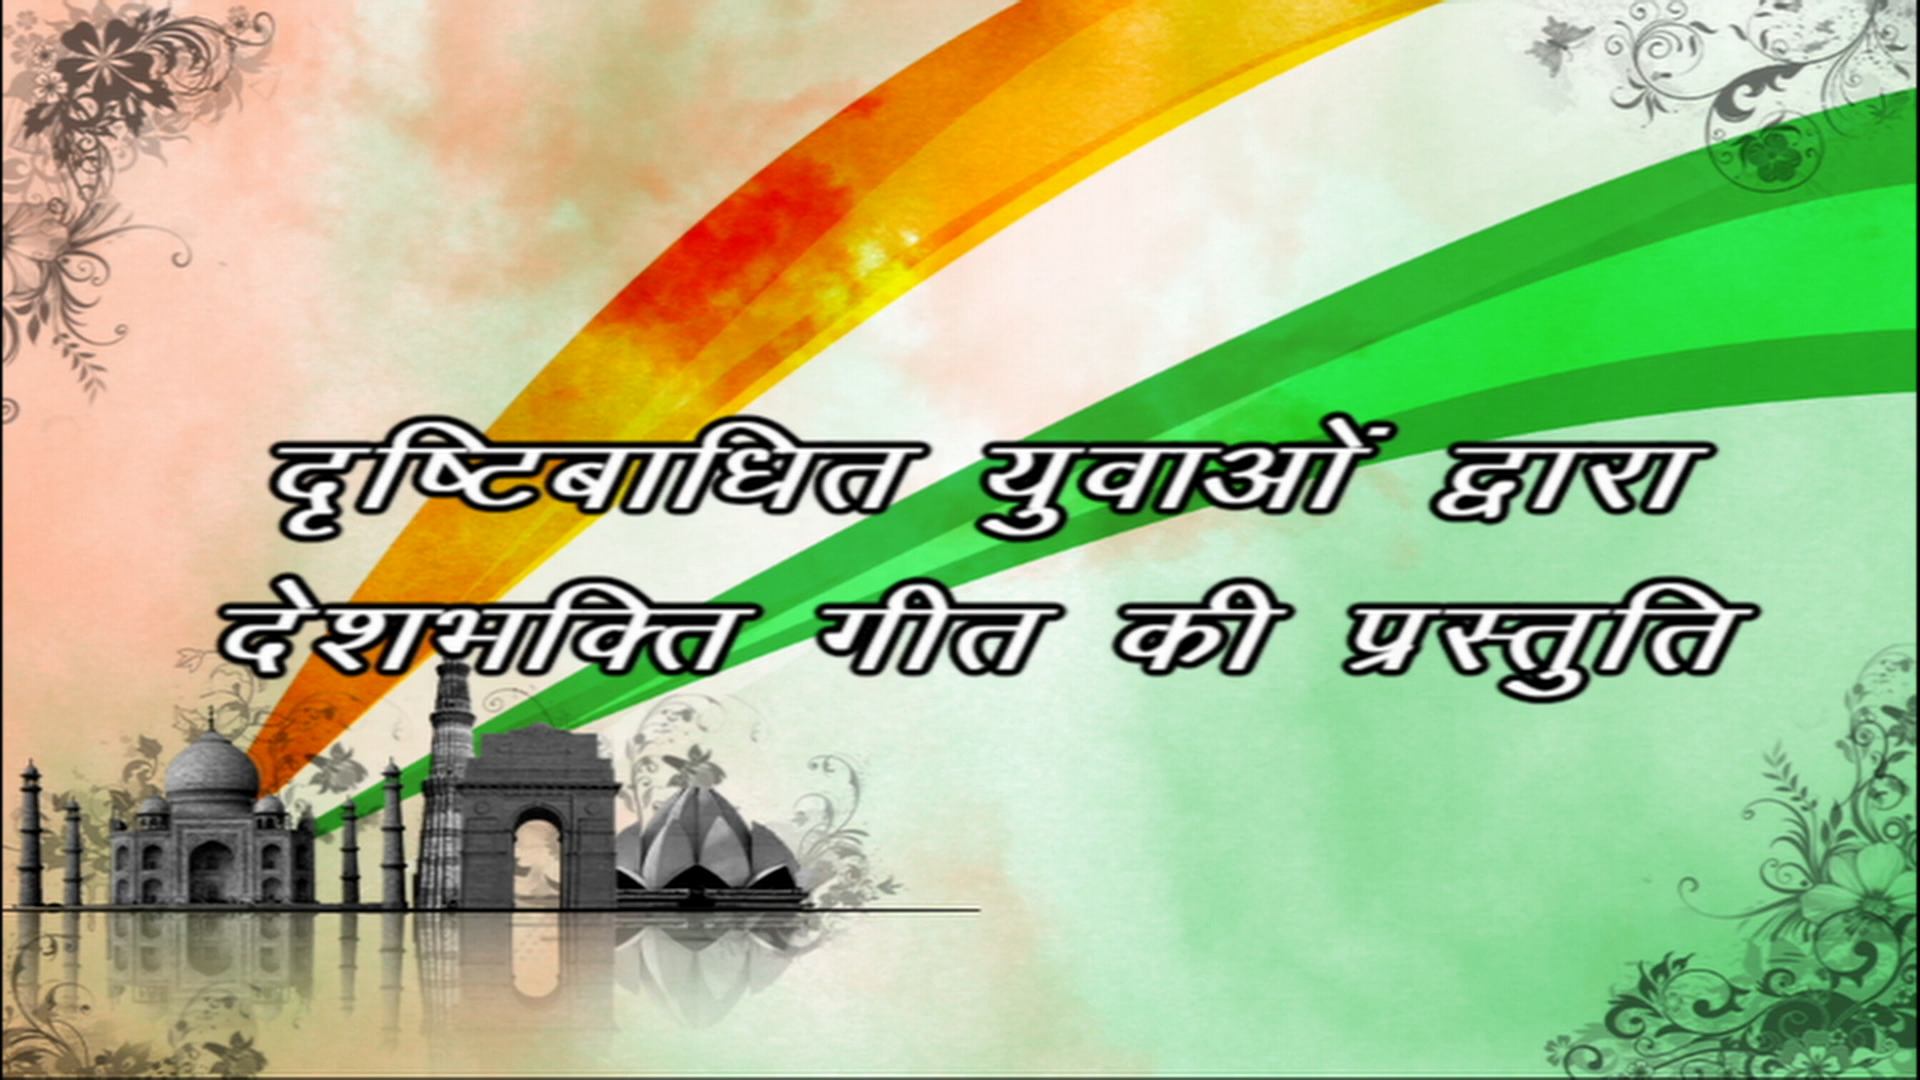 दृष्टिबाधित युवाओं द्वारा
देशभक्ति गीत की प्रस्तुति